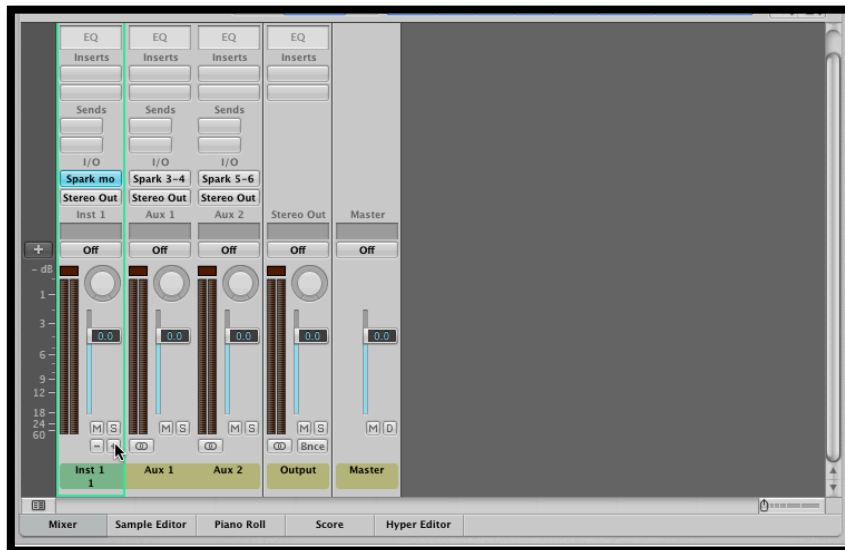 EQ EQ EQ EQ
Inserts Inserts Inserts Inserts
Sends Sends Sends
I/O I/O I/O
Spark mo Spark 3-4 Spark 5-6
Stereo Out Stereo Out Stereo Out
Inst 1 Aux 1 Aux 2 Stereo Out Master
+ Off Off Off Off Off
- dB
1
3
0.0 0.0 0.0 0.0 0.0
6
9
12
18
24
60
M S M S M S M S M D
- + Bnce
Inst 1 Aux 1 Aux 2 Output Master
1
Mixer Sample Editor Piano Roll Score Hyper Editor